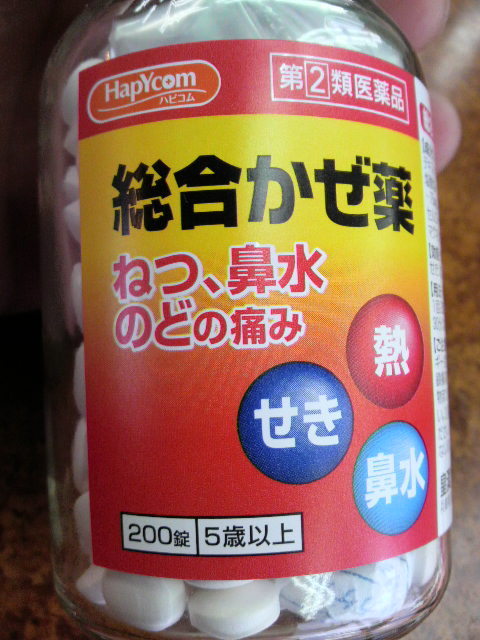 HapYcom
ハピコム
第②類医薬品
総合かぜ薬
ねつ、鼻水
のどの痛み
熱
せき
鼻水
200錠 5歳以上